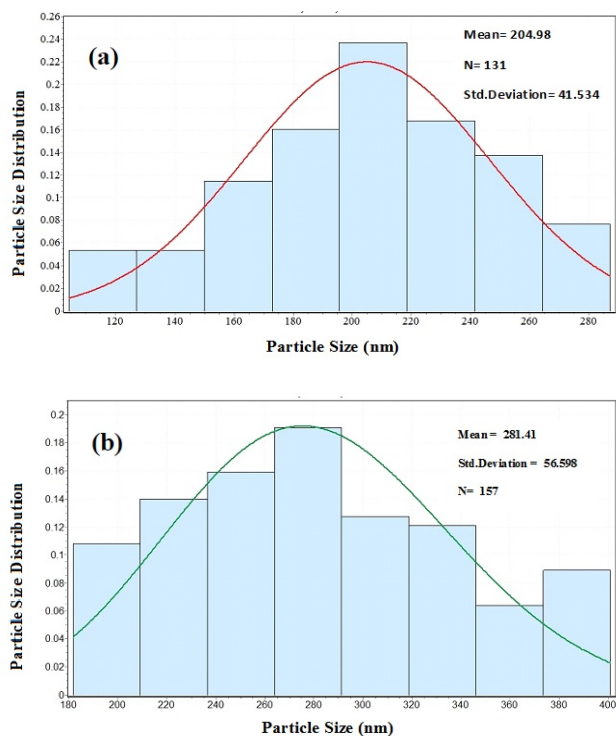 0.26
0.24
0.22
0.2
0.18
0.16
0.14
0.12
0.1
0.08
0.06
0.04
0.02
0
Particle Size Distribution
(a)
Mean= 204.98
N= 131
Std.Deviation= 41.534
120 140 160 180 200 220 240 260 280
Particle Size (nm)
0.2
0.18
0.16
0.14
0.12
0.1
0.08
0.06
0.04
0.02
0
Particle Size Distribution
(b)
Mean = 281.41
Std.Deviation = 56.598
N= 157
180 200 220 240 260 280 300 320 340 360 380 400
Particle Size (nm)